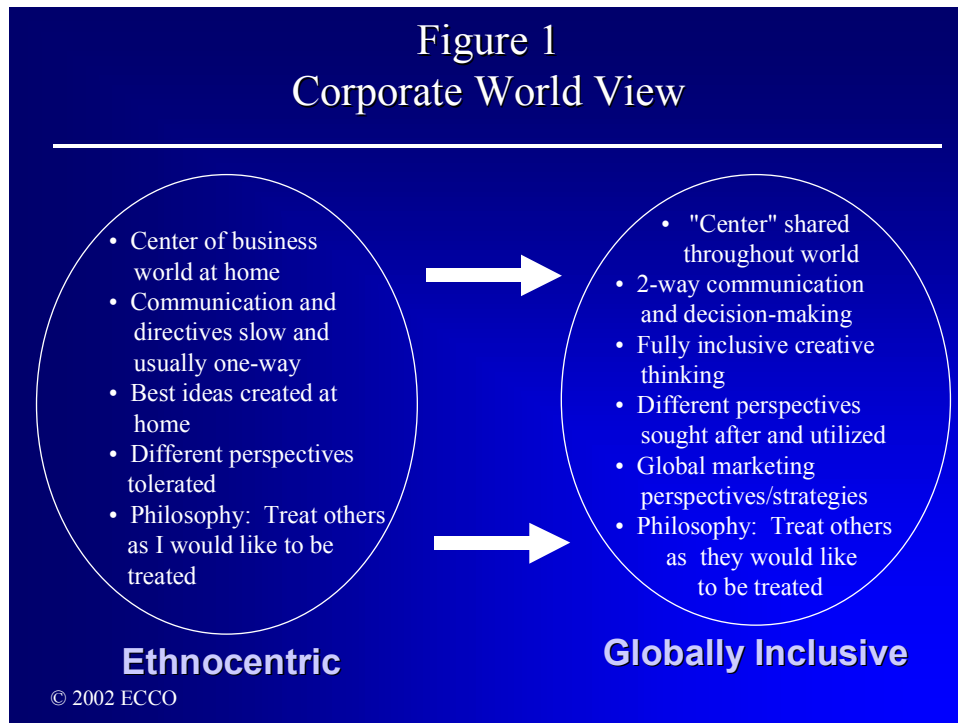 Figure 1
Corporate World View
• Center of business
world at home
• Communication and
directives slow and
usually one-way
• Best ideas created at
home
• Different perspectives
tolerated
• Philosophy: Treat others
as I would like to be
treated
Ethnocentric
• "Center" shared
throughout world
• 2-way communication
and decision-making
• Fully inclusive creative
thinking
• Different perspectives
sought after and utilized
• Global marketing
perspectives/strategies
• Philosophy: Treat others
as they would like
to be treated
Globally Inclusive
© 2002 ECCO